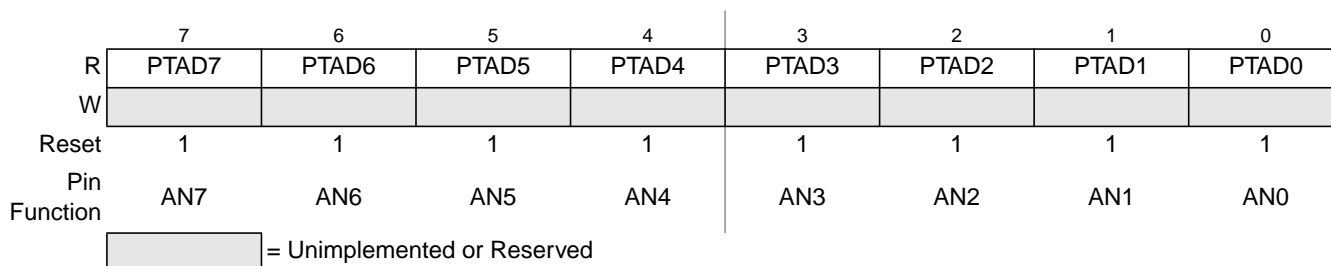 7 6 5 4 3 2 1 0
R PTAD7 PTAD6 PTAD5 PTAD4 PTAD3 PTAD2 PTAD1 PTAD0
W
Reset 1 1 1 1 1 1 1 1
Pin
Function AN7 AN6 AN5 AN4 AN3 AN2 AN1 AN0
= Unimplemented or Reserved